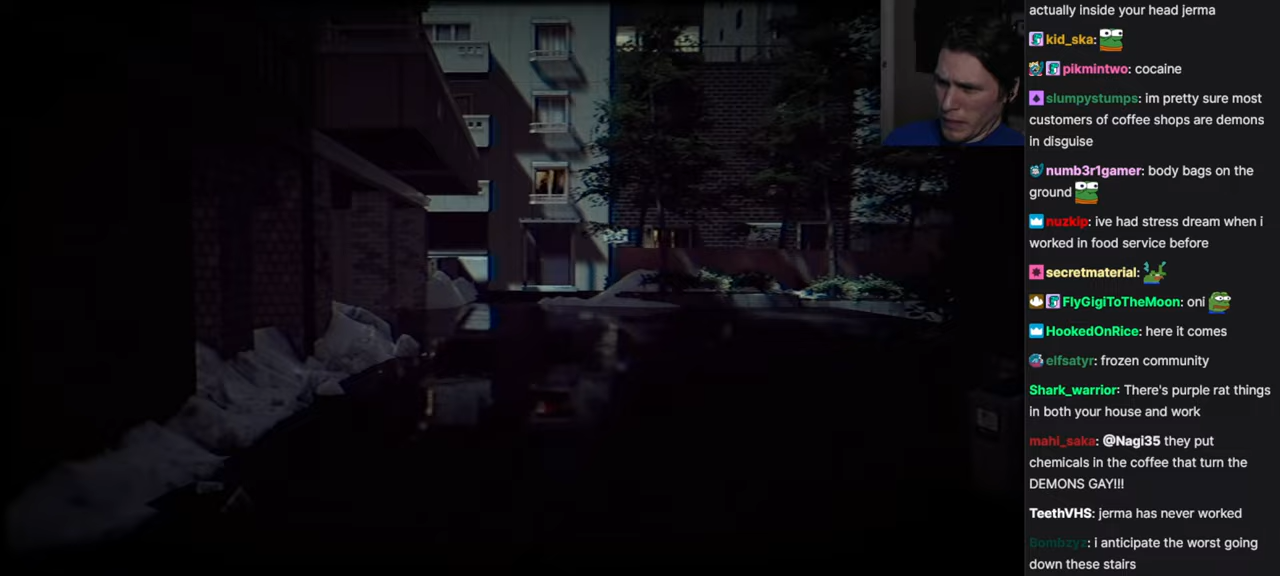 actually inside your head jerma
kid_ska:
pikmintwo: cocaine
slumpystumps: im pretty sure most
customers of coffee shops are demons
in disguise
numb3r1gamer: body bags on the
ground
nuzkip: ive had stress dream when i
worked in food service before
secretmaterial:
FlyGigiToTheMoon: oni
HookedOnRice: here it comes
elfsatyr: frozen community
Shark_warrior: There's purple rat things
in both your house and work
mahi_saka: @Nagi35 they put
chemicals in the coffee that turn the
DEMONS GAY!!!
TeethVHS: jerma has never worked
Bombzyz: i anticipate the worst going
down these stairs